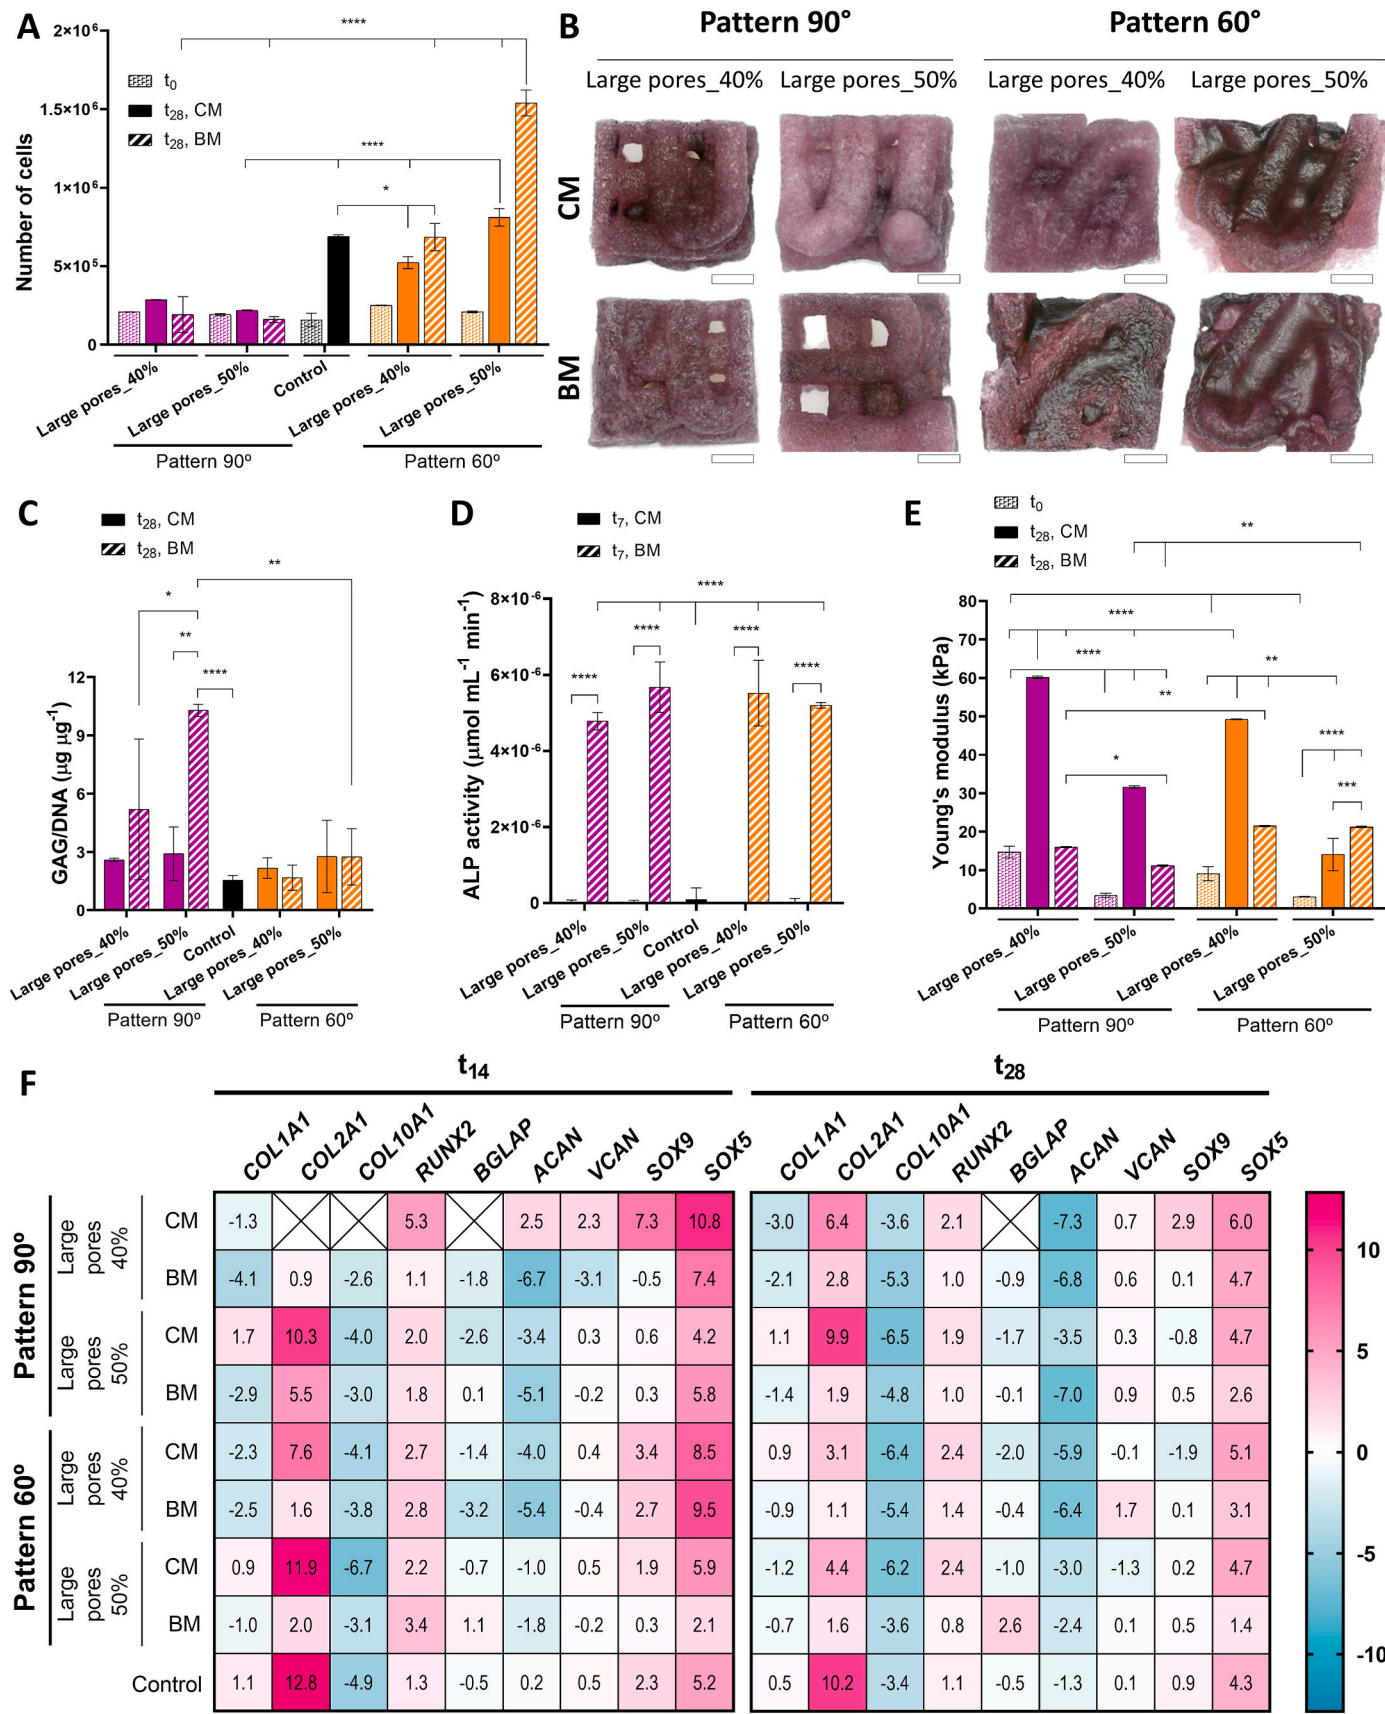 A
2×10⁶
1.5×10⁶
1×10⁶
5×10⁵
0
Number of cells
t₀
t₂₈, CM
t₂₈, BM
****
****
*
Large pores_40%
Large pores_50%
Control
Large pores_40%
Large pores_50%
Pattern 90º
Pattern 60º
B
Pattern 90°
Pattern 60°
Large pores_40%
Large pores_50%
Large pores_40%
Large pores_50%
CM
BM
C
t₂₈, CM
t₂₈, BM
**
*
**
****
12
9
6
3
0
GAG/DNA (µg µg⁻¹)
Large pores_40%
Large pores_50%
Control
Large pores_40%
Large pores_50%
Pattern 90º
Pattern 60º
D
t₇, CM
t₇, BM
****
****
****
****
****
8×10⁻⁶
6×10⁻⁶
4×10⁻⁶
2×10⁻⁶
0
ALP activity (µmol mL⁻¹ min⁻¹)
Large pores_40%
Large pores_50%
Control
Large pores_40%
Large pores_50%
Pattern 90º
Pattern 60º
E
t₀
t₂₈, CM
t₂₈, BM
**
****
****
**
**
****
*
***
80
70
60
50
40
30
20
10
0
Young's modulus (kPa)
Large pores_40%
Large pores_50%
Large pores_40%
Large pores_50%
Pattern 90º
Pattern 60º
F
t₁₄
t₂₈
COL1A1 COL2A1 COL10A1 RUNX2 BGLAP ACAN VCAN SOX9 SOX5 COL1A1 COL2A1 COL10A1 RUNX2 BGLAP ACAN VCAN SOX9 SOX5
Pattern 90°
Large
pores
40%
CM -1.3 5.3 2.5 2.3 7.3 10.8 -3.0 6.4 -3.6 2.1 -7.3 0.7 2.9 6.0
BM -4.1 0.9 -2.6 1.1 -1.8 -6.7 -3.1 -0.5 7.4 -2.1 2.8 -5.3 1.0 -0.9 -6.8 0.6 0.1 4.7
Large
pores
50%
CM 1.7 10.3 -4.0 2.0 -2.6 -3.4 0.3 0.6 4.2 1.1 9.9 -6.5 1.9 -1.7 -3.5 0.3 -0.8 4.7
BM -2.9 5.5 -3.0 1.8 0.1 -5.1 -0.2 0.3 5.8 -1.4 1.9 -4.8 1.0 -0.1 -7.0 0.9 0.5 2.6
Pattern 60°
Large
pores
40%
CM -2.3 7.6 -4.1 2.7 -1.4 -4.0 0.4 3.4 8.5 0.9 3.1 -6.4 2.4 -2.0 -5.9 -0.1 -1.9 5.1
BM -2.5 1.6 -3.8 2.8 -3.2 -5.4 -0.4 2.7 9.5 -0.9 1.1 -5.4 1.4 -0.4 -6.4 1.7 0.1 3.1
Large
pores
50%
CM 0.9 11.9 -6.7 2.2 -0.7 -1.0 0.5 1.9 5.9 -1.2 4.4 -6.2 2.4 -1.0 -3.0 -1.3 0.2 4.7
BM -1.0 2.0 -3.1 3.4 1.1 -1.8 -0.2 0.3 2.1 -0.7 1.6 -3.6 0.8 2.6 -2.4 0.1 0.5 1.4
Control 1.1 12.8 -4.9 1.3 -0.5 0.2 0.5 2.3 5.2 0.5 10.2 -3.4 1.1 -0.5 -1.3 0.1 0.9 4.3
10
5
0
-5
-10